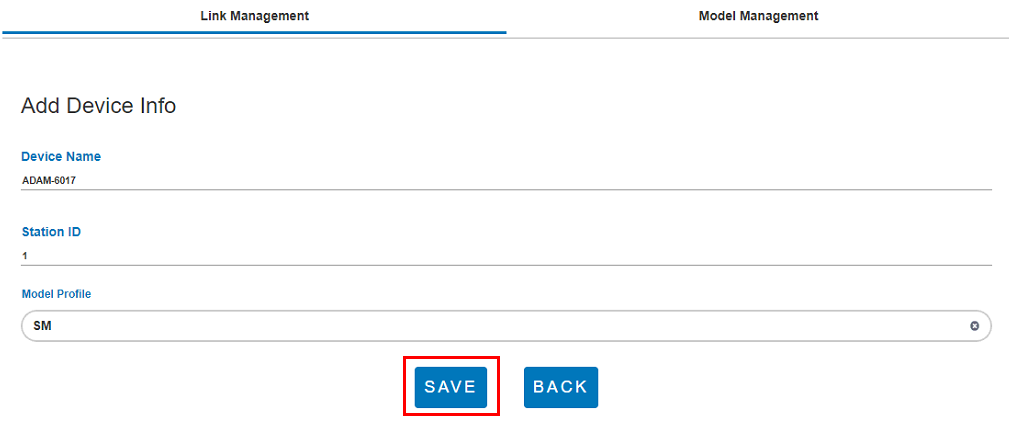 Link Management
Model Management
Add Device Info
Device Name
ADAM-6017
Station ID
1
Model Profile
SM
SAVE
BACK